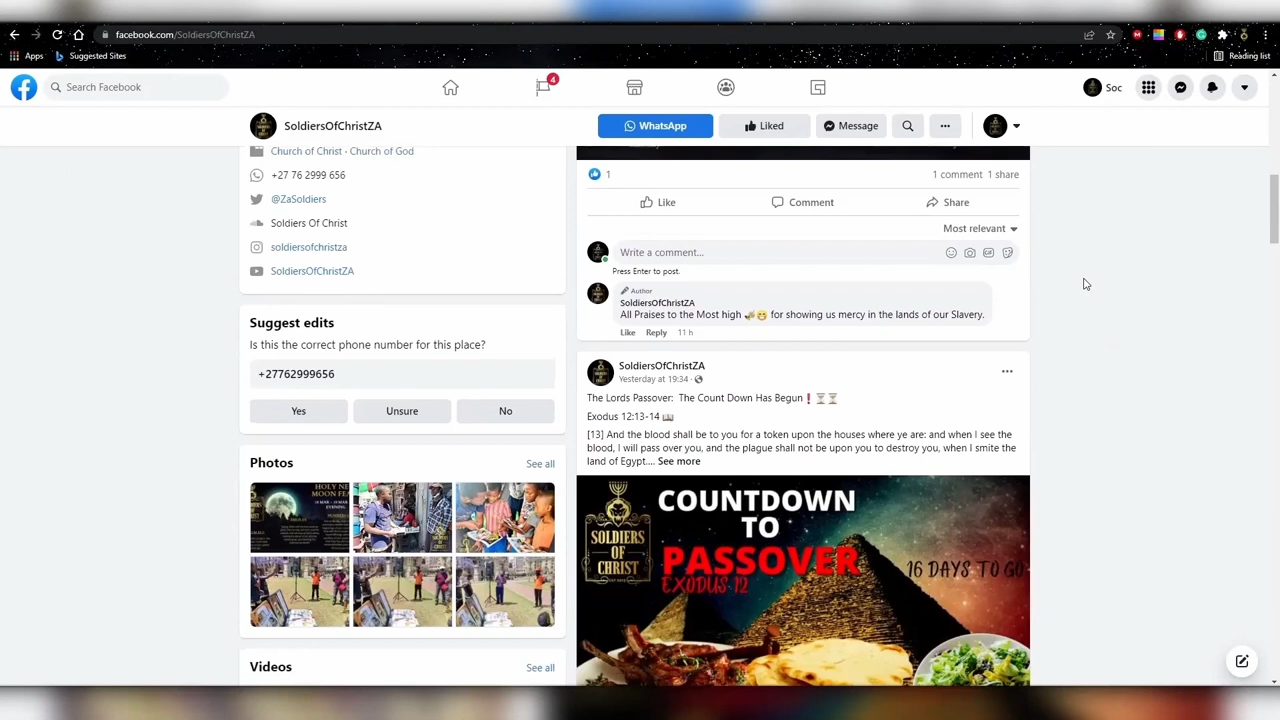 facebook.com/SoldiersOfChristZA
Apps
Suggested Sites
Reading list
Search Facebook
4
Soc
SoldiersOfChristZA
WhatsApp
Liked
Message
Church of Christ · Church of God
+27 76 2999 656
@ZaSoldiers
Soldiers Of Christ
soldiersofchristza
SoldiersOfChristZA
Suggest edits
Is this the correct phone number for this place?
+27762999656
Yes
Unsure
No
Photos
See all
Videos
See all
1
1 comment 1 share
Like
Comment
Share
Most relevant
Write a comment...
Press Enter to post.
Author
SoldiersOfChristZA
All Praises to the Most high 🎺😁 for showing us mercy in the lands of our Slavery.
Like Reply 11 h
SoldiersOfChristZA
Yesterday at 19:34 ·
The Lords Passover: The Count Down Has Begun❗⏳⏳
Exodus 12:13-14 📖
[13] And the blood shall be to you for a token upon the houses where ye are: and when I see the
blood, I will pass over you, and the plague shall not be upon you to destroy you, when I smite the
land of Egypt.... See more
COUNTDOWN
TO
PASSOVER
EXODUS 12
16 DAYS TO GO
SOLDIERS
OF
CHRIST